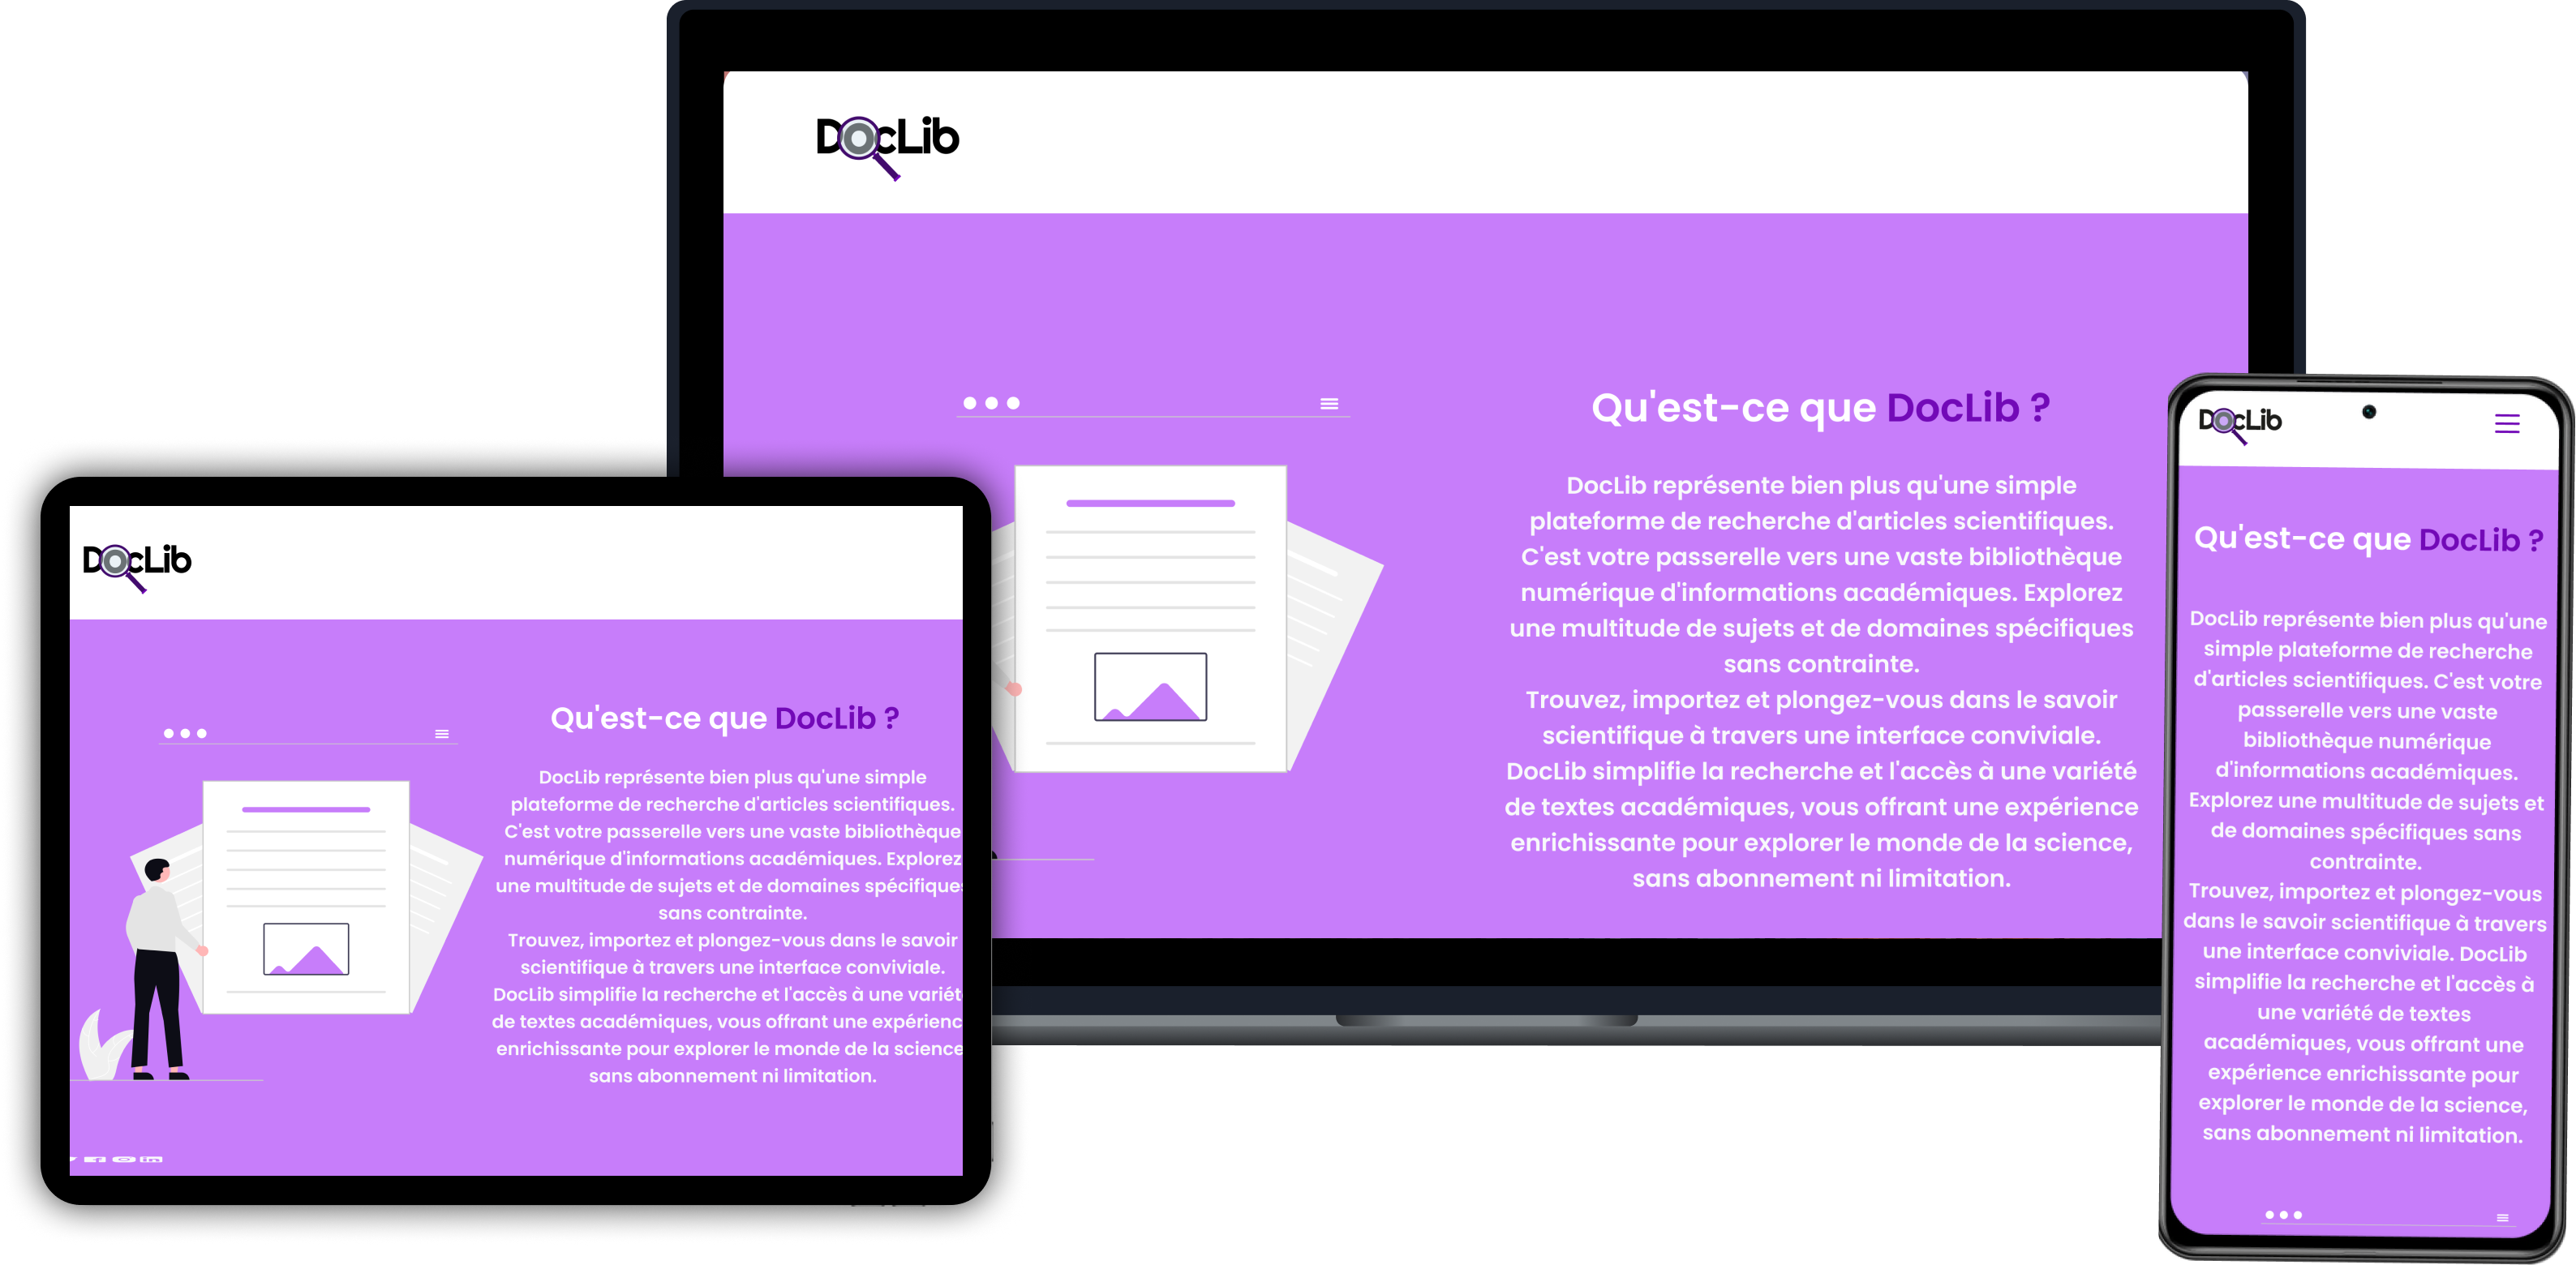 DocLib
Qu'est-ce que DocLib ?
DocLib représente bien plus qu'une simple
plateforme de recherche d'articles scientifiques.
C'est votre passerelle vers une vaste bibliothèque
numérique d'informations académiques. Explorez
une multitude de sujets et de domaines spécifiques
sans contrainte.
Trouvez, importez et plongez-vous dans le savoir
scientifique à travers une interface conviviale.
DocLib simplifie la recherche et l'accès à une variété
de textes académiques, vous offrant une expérience
enrichissante pour explorer le monde de la science,
sans abonnement ni limitation.
DocLib
Qu'est-ce que DocLib ?
DocLib représente bien plus qu'une simple
plateforme de recherche d'articles scientifiques.
C'est votre passerelle vers une vaste bibliothèque
numérique d'informations académiques. Explorez
une multitude de sujets et de domaines spécifiques
sans contrainte.
Trouvez, importez et plongez-vous dans le savoir
scientifique à travers une interface conviviale.
DocLib simplifie la recherche et l'accès à une variét
de textes académiques, vous offrant une expérienc
enrichissante pour explorer le monde de la science
sans abonnement ni limitation.
DocLib
Qu'est-ce que DocLib ?
DocLib représente bien plus qu'une
simple plateforme de recherche
d'articles scientifiques. C'est votre
passerelle vers une vaste
bibliothèque numérique
d'informations académiques.
Explorez une multitude de sujets et
de domaines spécifiques sans
contrainte.
Trouvez, importez et plongez-vous
dans le savoir scientifique à travers
une interface conviviale. DocLib
simplifie la recherche et l'accès à
une variété de textes
académiques, vous offrant une
expérience enrichissante pour
explorer le monde de la science,
sans abonnement ni limitation.